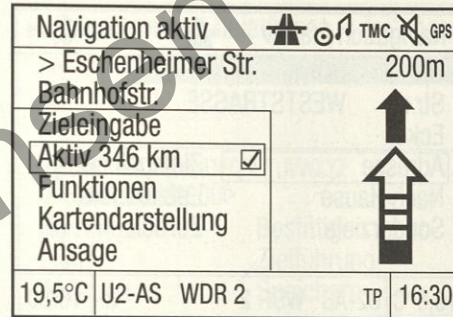 Navigation aktiv TMC GPS
> Eschenheimer Str. 200m
Bahnhofstr.
Zieleingabe
Aktiv 346 km
Funktionen
Kartendarstellung
Ansage
19,5°C U2-AS WDR 2 TP 16:30